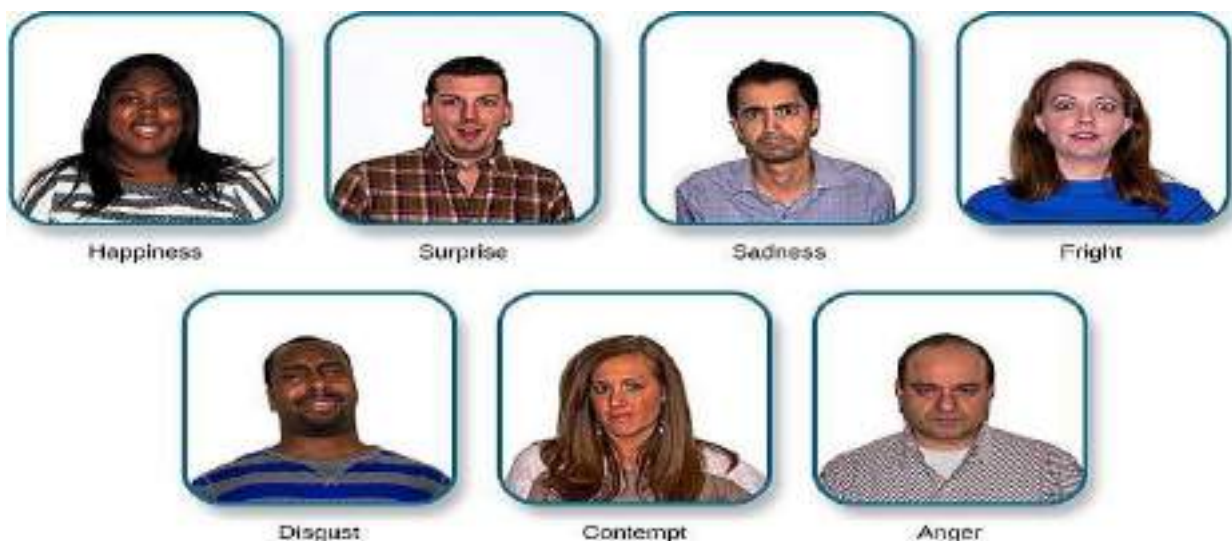 Happiness
Surprise
Sadness
Fright
Disgust
Contempt
Anger